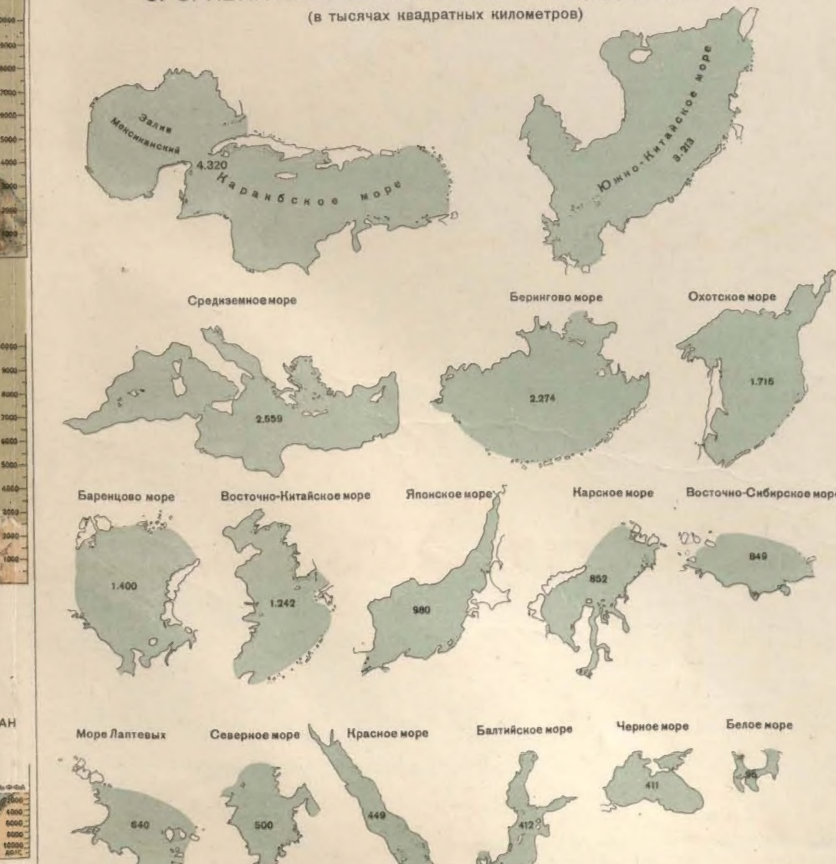 (в тысячах квадратных километров)
Залив
Мексиканский
4.320
Караибское море
Южно-Китайское море
3.213
Средиземное море
Берингово море
Охотское море
2.559
2.274
1.715
Баренцово море
Восточно-Китайское море
Японское море
Карское море
Восточно-Сибирское море
1.400
1.242
980
852
849
Море Лаптевых
Северное море
Красное море
Балтийское море
Черное море
Белое море
640
500
449
412
411
95
АН